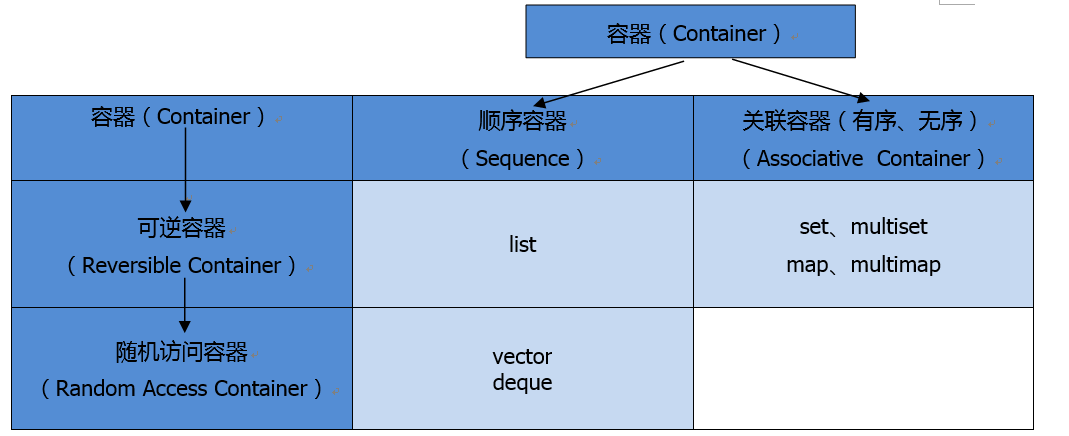 容器（Container）
容器（Container）
顺序容器
（Sequence）
关联容器（有序、无序）
（Associative Container）
可逆容器
（Reversible Container）
list
set、multiset
map、multimap
随机访问容器
（Random Access Container）
vector
deque